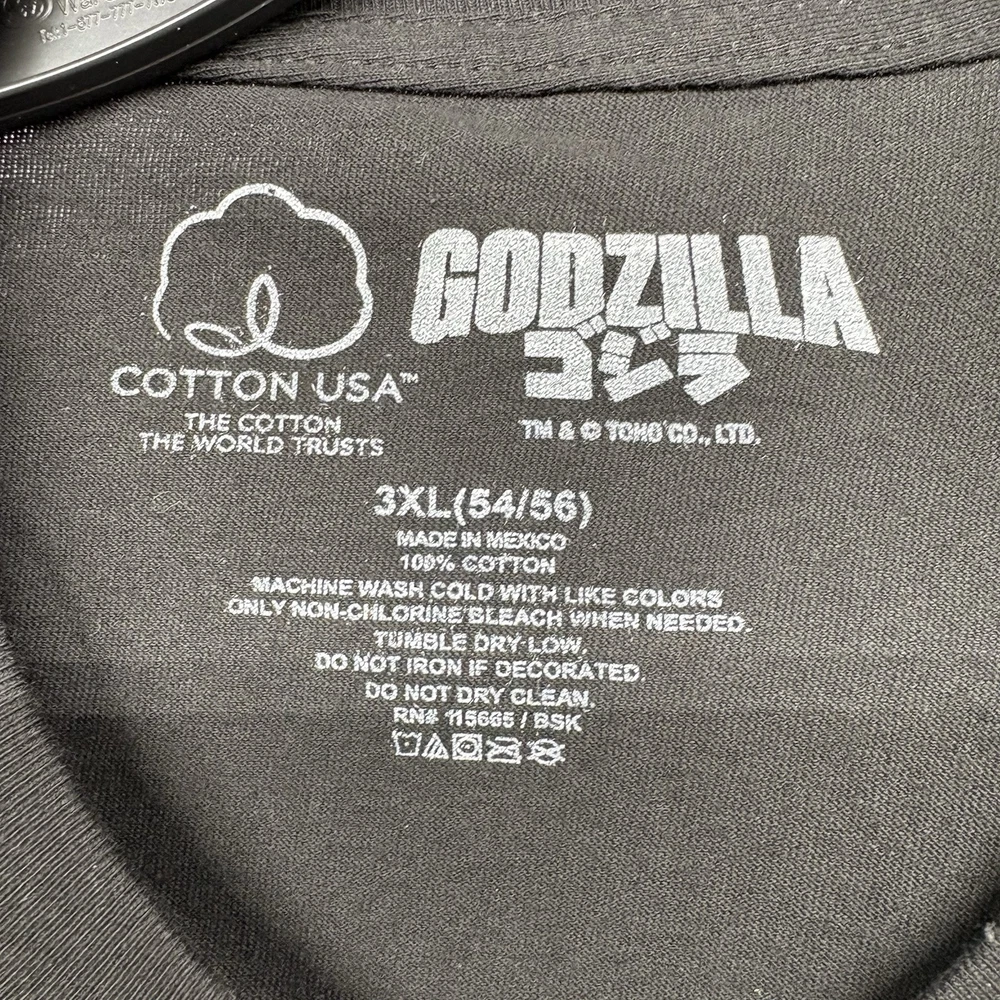 COTTON USA™
THE COTTON
THE WORLD TRUSTS
GODZILLA
ゴジラ
TM & © TOHO CO., LTD.
3XL(54/56)
MADE IN MEXICO
100% COTTON
MACHINE WASH COLD WITH LIKE COLORS
ONLY NON-CHLORINE BLEACH WHEN NEEDED.
TUMBLE DRY LOW.
DO NOT IRON IF DECORATED.
DO NOT DRY CLEAN.
RN# 115665 / BSK